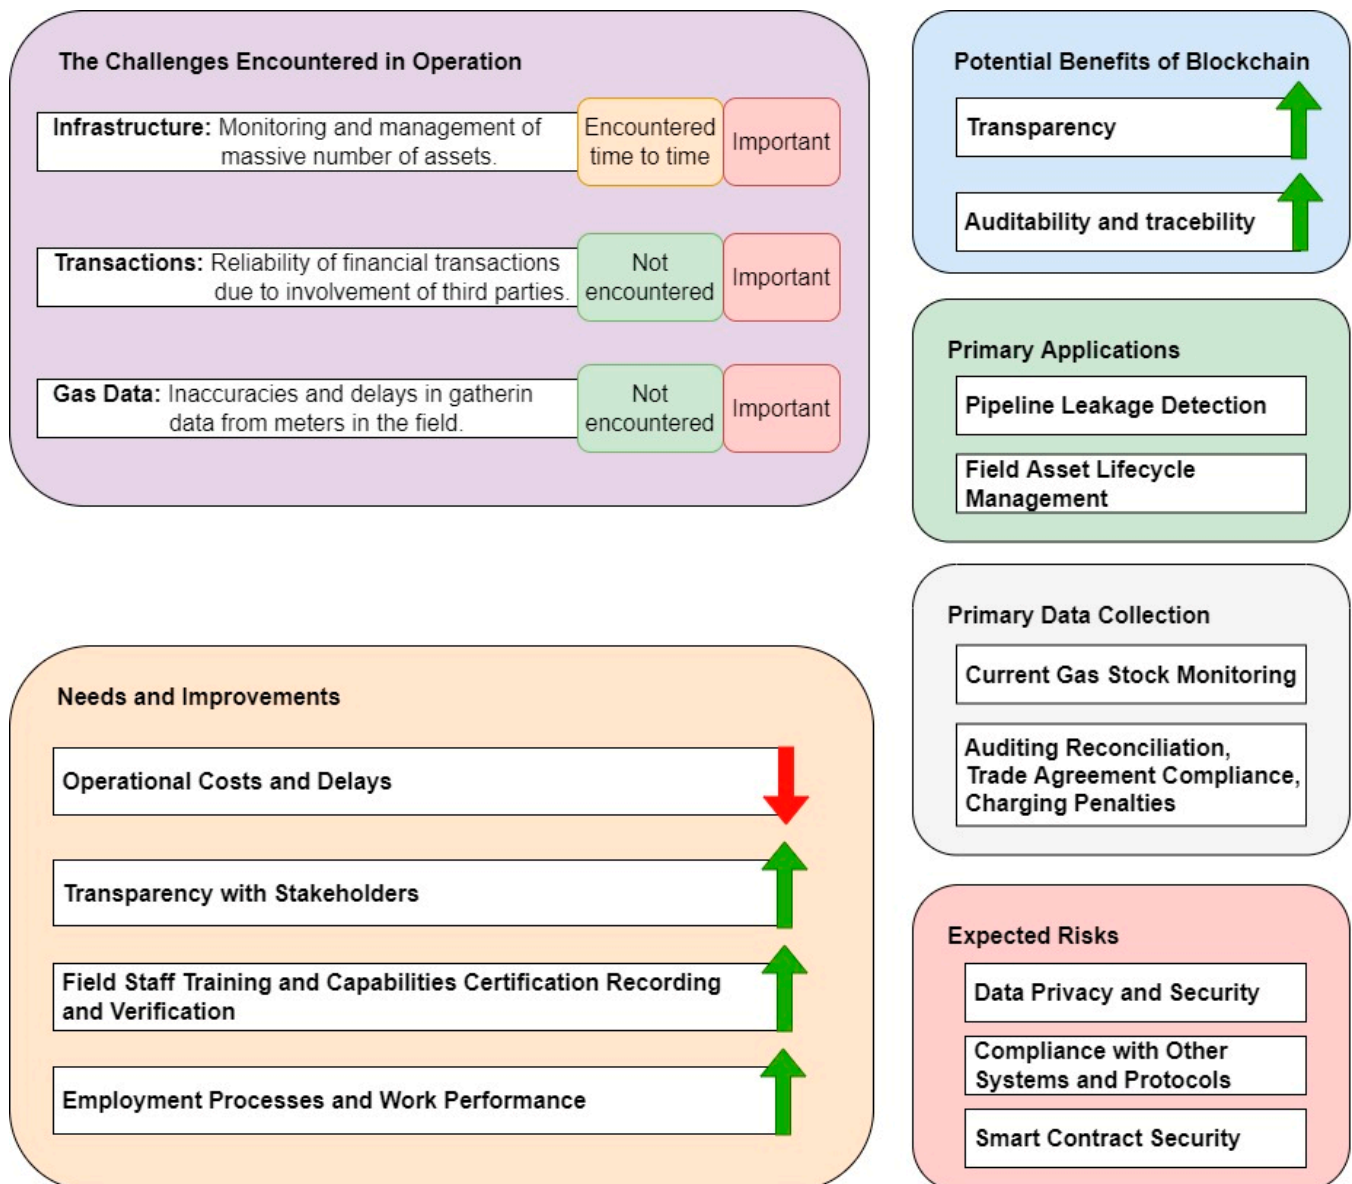 The Challenges Encountered in Operation
Infrastructure: Monitoring and management of
massive number of assets.
Encountered
time to time
Important
Transactions: Reliability of financial transactions
due to involvement of third parties.
Not
encountered
Important
Gas Data: Inaccuracies and delays in gatherin
data from meters in the field.
Not
encountered
Important
Needs and Improvements
Operational Costs and Delays
Transparency with Stakeholders
Field Staff Training and Capabilities Certification Recording
and Verification
Employment Processes and Work Performance
Potential Benefits of Blockchain
Transparency
Auditability and tracebility
Primary Applications
Pipeline Leakage Detection
Field Asset Lifecycle
Management
Primary Data Collection
Current Gas Stock Monitoring
Auditing Reconciliation,
Trade Agreement Compliance,
Charging Penalties
Expected Risks
Data Privacy and Security
Compliance with Other
Systems and Protocols
Smart Contract Security